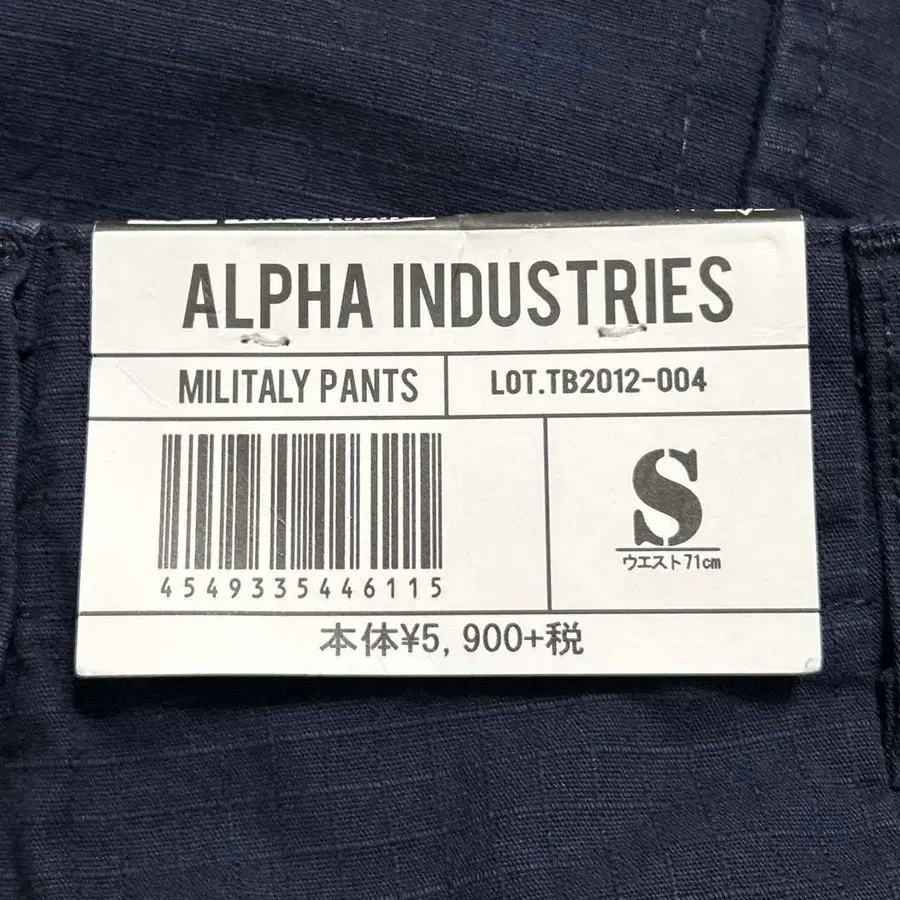 ALPHA INDUSTRIES
MILITALY PANTS
LOT.TB2012-004
4549335446115
S
ウエスト71cm
本体¥5,900+税